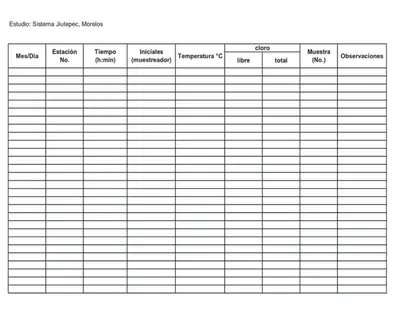 Estudio: Sistema Jiutepec, Morelos
Mes/Día Estación No. Tiempo (h:min) Iniciales (muestreador) Temperatura °C cloro libre total Muestra (No.) Observaciones